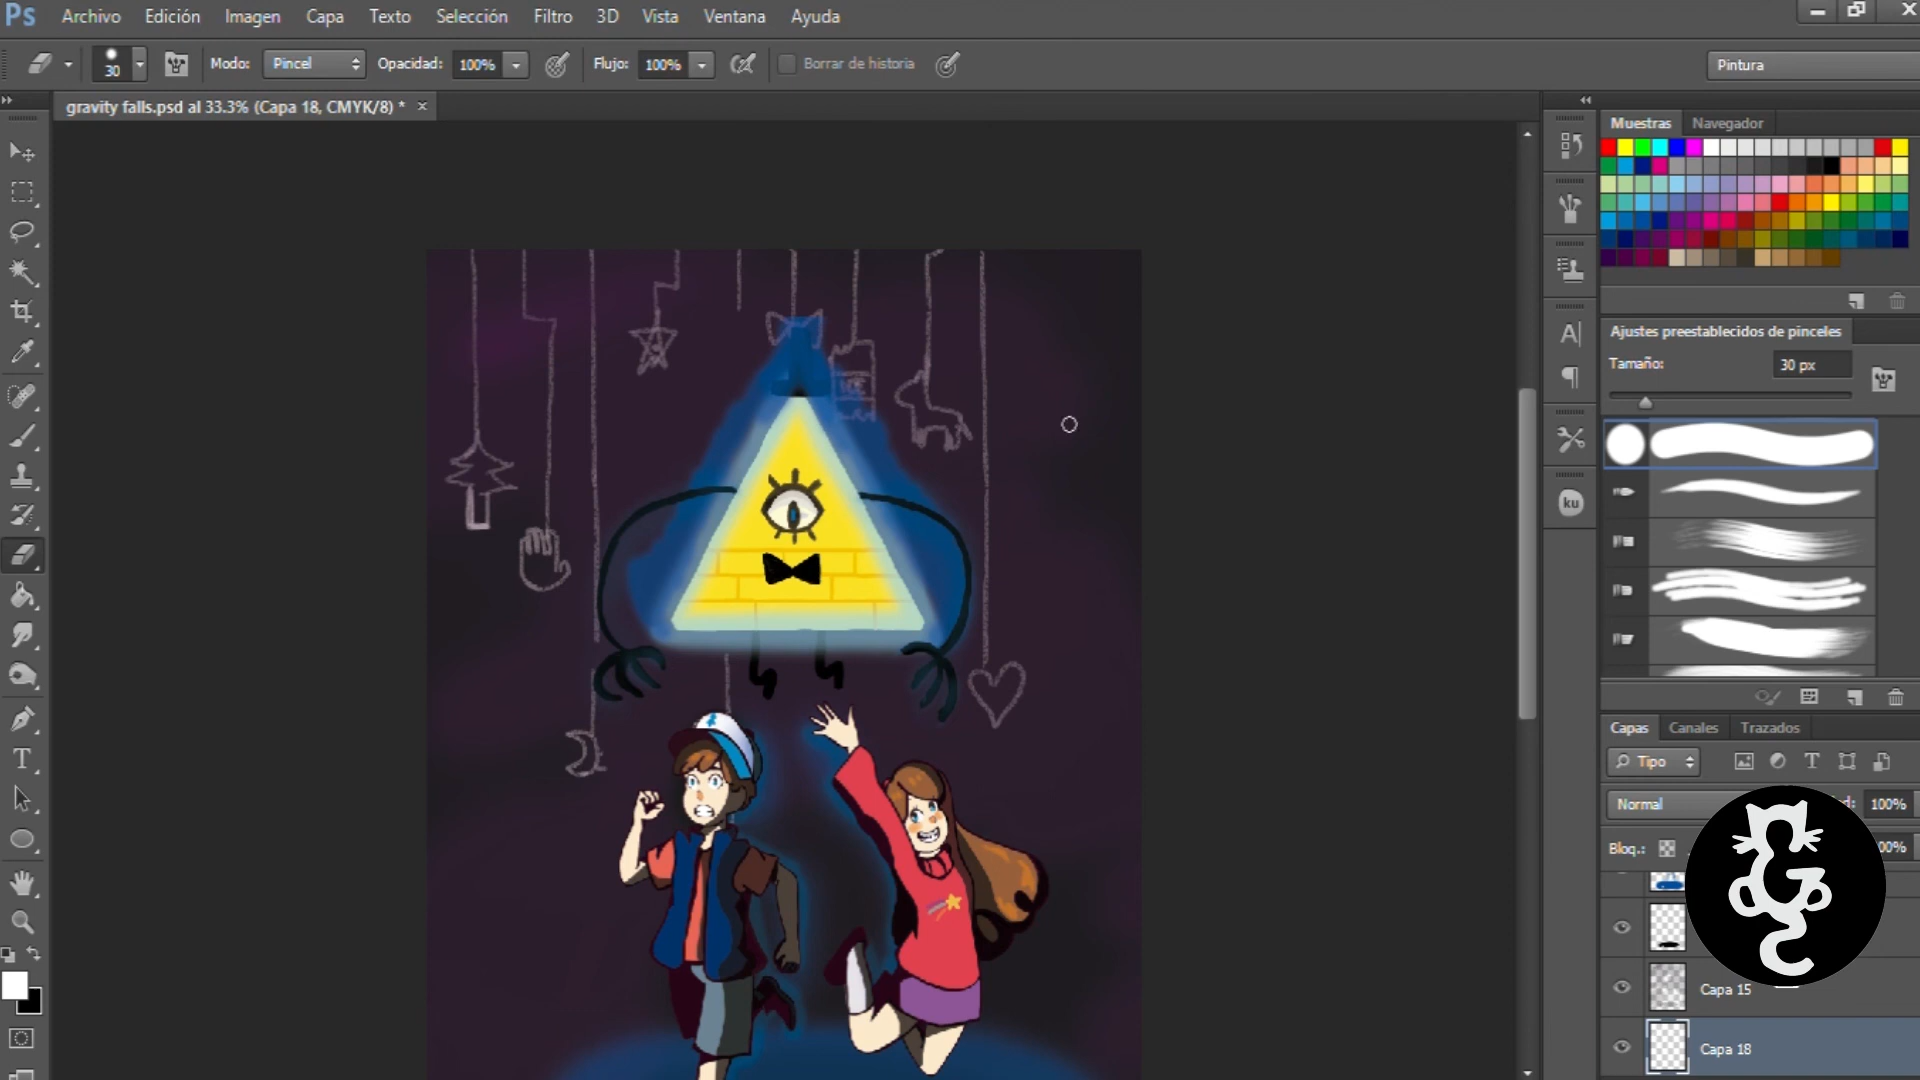 Ps Archivo Edición Imagen Capa Texto Selección Filtro 3D Vista Ventana Ayuda
30 Modo: Pincel Opacidad: 100% Flujo: 100% Borrar de historia Pintura
gravity falls.psd al 33.3% (Capa 18, CMYK/8) * ×
Muestras Navegador
Ajustes preestablecidos de pinceles
Tamaño: 30 px
ku
Capas Canales Trazados
Tipo
Normal d: 100%
Bloq.: 00%
Capa 15
Capa 18